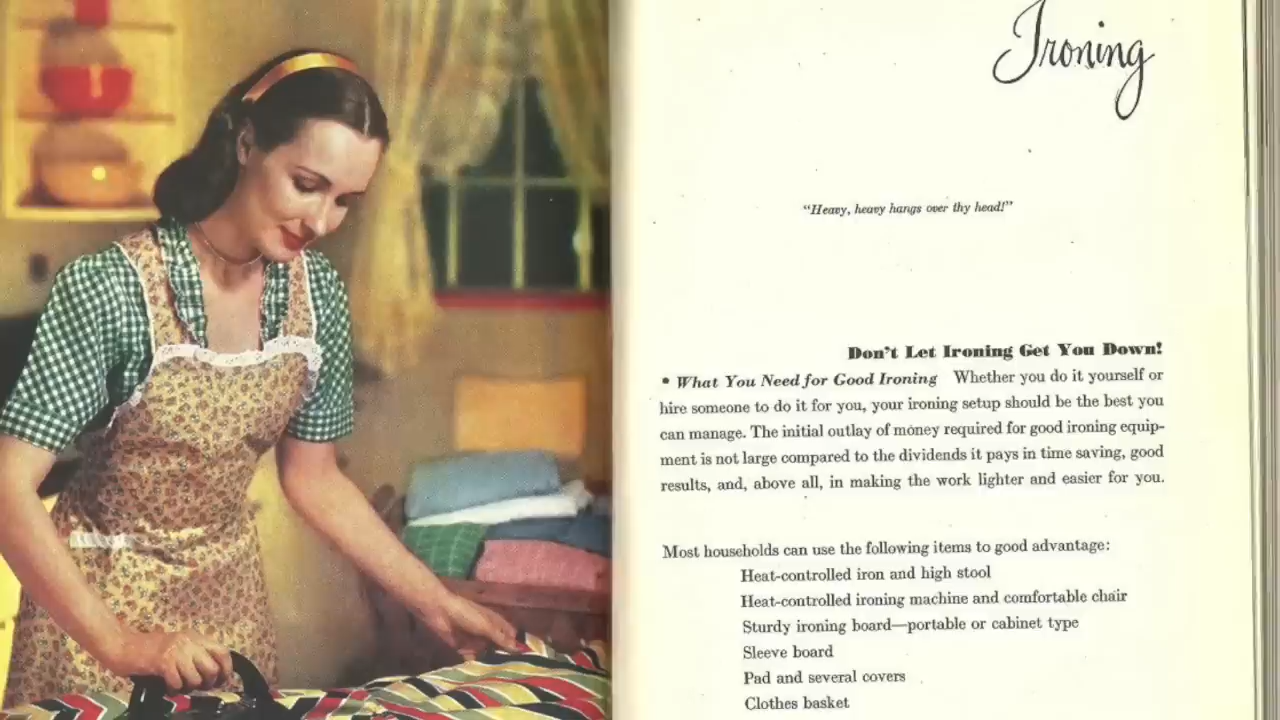 Ironing
"Heavy, heavy hangs over thy head!"
Don't Let Ironing Get You Down!
• What You Need for Good Ironing Whether you do it yourself or
hire someone to do it for you, your ironing setup should be the best you
can manage. The initial outlay of money required for good ironing equip-
ment is not large compared to the dividends it pays in time saving, good
results, and, above all, in making the work lighter and easier for you.
Most households can use the following items to good advantage:
Heat-controlled iron and high stool
Heat-controlled ironing machine and comfortable chair
Sturdy ironing board—portable or cabinet type
Sleeve board
Pad and several covers
Clothes basket